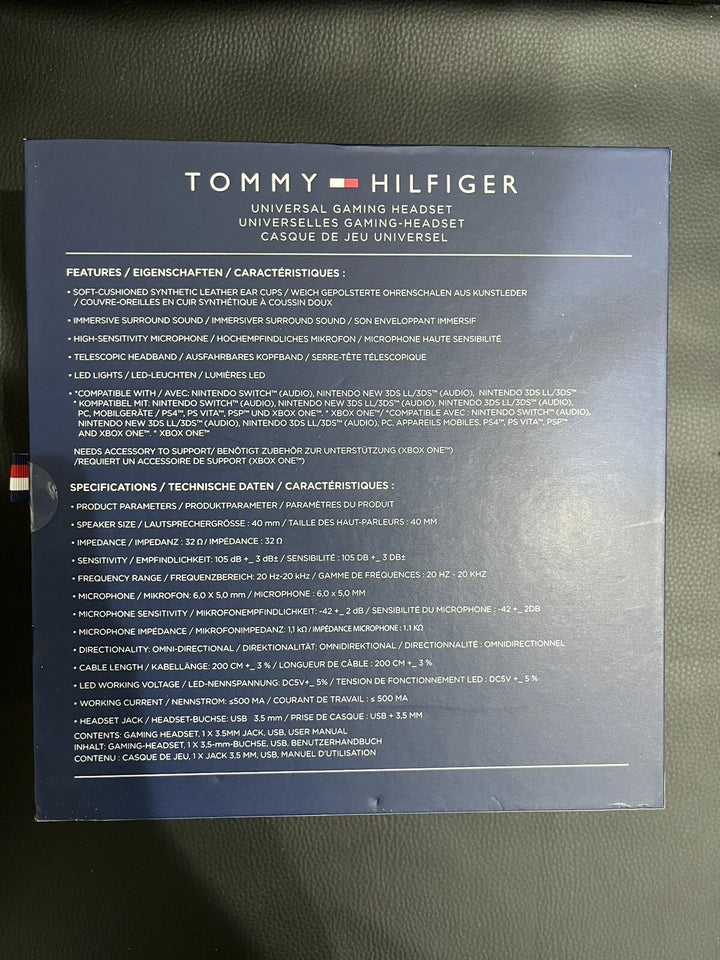 TOMMY HILFIGER
UNIVERSAL GAMING HEADSET
UNIVERSELLES GAMING-HEADSET
CASQUE DE JEU UNIVERSEL
FEATURES / EIGENSCHAFTEN / CARACTÉRISTIQUES :
• SOFT-CUSHIONED SYNTHETIC LEATHER EAR CUPS / WEICH GEPOLSTERTE OHRENSCHALEN AUS KUNSTLEDER
/ COUVRE-OREILLES EN CUIR SYNTHÉTIQUE À COUSSIN DOUX
• IMMERSIVE SURROUND SOUND / IMMERSIVER SURROUND SOUND / SON ENVELOPPANT IMMERSIF
• HIGH-SENSITIVITY MICROPHONE / HOCHEMPFINDLICHES MIKROFON / MICROPHONE HAUTE SENSIBILITÉ
• TELESCOPIC HEADBAND / AUSFAHRBARES KOPFBAND / SERRE-TÊTE TÉLESCOPIQUE
• LED LIGHTS / LED-LEUCHTEN / LUMIÈRES LED
• *COMPATIBLE WITH / AVEC: NINTENDO SWITCH™ (AUDIO), NINTENDO NEW 3DS LL/3DS™ (AUDIO), NINTENDO 3DS LL/3DS™
* KOMPATIBEL MIT: NINTENDO SWITCH™ (AUDIO), NINTENDO NEW 3DS LL/3DS™ (AUDIO), NINTENDO 3DS LL/3DS™ (AUDIO),
PC, MOBILGERÄTE / PS4™, PS VITA™, PSP™ UND XBOX ONE™. * XBOX ONE™/ *COMPATIBLE AVEC : NINTENDO SWITCH™ (AUDIO),
NINTENDO NEW 3DS LL/3DS™ (AUDIO), NINTENDO 3DS LL/3DS™ (AUDIO), PC, APPAREILS MOBILES, PS4™, PS VITA™, PSP™
AND XBOX ONE™. * XBOX ONE™
NEEDS ACCESSORY TO SUPPORT/ BENÖTIGT ZUBEHÖR ZUR UNTERSTÜTZUNG (XBOX ONE™)
/REQUIERT UN ACCESSOIRE DE SUPPORT (XBOX ONE™)
SPECIFICATIONS / TECHNISCHE DATEN / CARACTÉRISTIQUES :
• PRODUCT PARAMETERS / PRODUKTPARAMETER / PARAMÈTRES DU PRODUIT
• SPEAKER SIZE / LAUTSPRECHERGRÖSSE : 40 mm / TAILLE DES HAUT-PARLEURS : 40 MM
• IMPEDANCE / IMPEDANZ : 32 Ω / IMPÉDANCE : 32 Ω
• SENSITIVITY / EMPFINDLICHKEIT: 105 dB +_ 3 dB± / SENSIBILITÉ : 105 DB +_ 3 DB±
• FREQUENCY RANGE / FREQUENZBEREICH: 20 Hz-20 kHz / GAMME DE FRÉQUENCES : 20 HZ - 20 KHZ
• MICROPHONE / MIKROFON: 6,0 x 5,0 mm / MICROPHONE : 6,0 x 5,0 MM
• MICROPHONE SENSITIVITY / MIKROFONEMPFINDLICHKEIT: -42 +_ 2 dB / SENSIBILITÉ DU MICROPHONE : -42 +_ 2DB
• MICROPHONE IMPÉDANCE / MIKROFONIMPEDANZ: 1,1 kΩ / IMPÉDANCE MICROPHONE : 1.1 KΩ
• DIRECTIONALITY: OMNI-DIRECTIONAL / DIREKTIONALITÄT: OMNIDIREKTIONAL / DIRECTIONNALITÉ : OMNIDIRECTIONNEL
• CABLE LENGTH / KABELLÄNGE: 200 CM +_ 3 % / LONGUEUR DE CÂBLE : 200 CM +_ 3 %
• LED WORKING VOLTAGE / LED-NENNSPANNUNG: DC5V+_ 5% / TENSION DE FONCTIONNEMENT LED : DC5V +_ 5 %
• WORKING CURRENT / NENNSTROM: ≤500 MA / COURANT DE TRAVAIL : ≤ 500 MA
• HEADSET JACK / HEADSET-BUCHSE: USB 3.5 mm / PRISE DE CASQUE : USB + 3,5 MM
CONTENTS: GAMING HEADSET, 1 X 3.5MM JACK, USB, USER MANUAL
INHALT: GAMING-HEADSET, 1 X 3,5-mm-BUCHSE, USB, BENUTZERHANDBUCH
CONTENU : CASQUE DE JEU, 1 X JACK 3,5 MM, USB, MANUEL D'UTILISATION